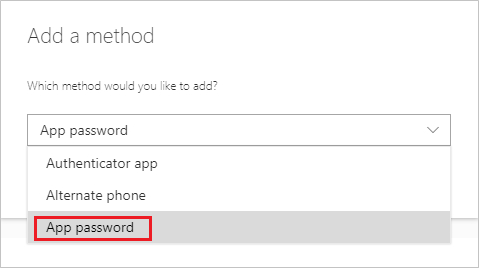 Add a method
Which method would you like to add?
App password
Authenticator app
Alternate phone
App password